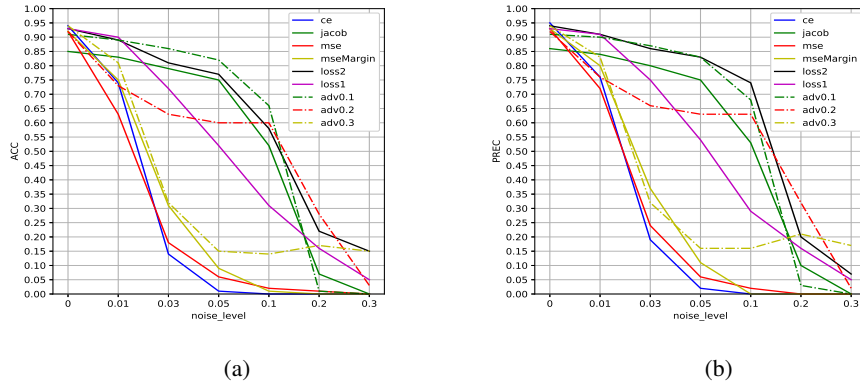 1.00
0.95
0.90
0.85
0.80
0.75
0.70
0.65
0.60
0.55
0.50
0.45
0.40
0.35
0.30
0.25
0.20
0.15
0.10
0.05
0.00
ACC
0 0.01 0.03 0.05 0.1 0.2 0.3
noise_level
ce
jacob
mse
mseMargin
loss2
loss1
adv0.1
adv0.2
adv0.3
(a)
1.00
0.95
0.90
0.85
0.80
0.75
0.70
0.65
0.60
0.55
0.50
0.45
0.40
0.35
0.30
0.25
0.20
0.15
0.10
0.05
0.00
PREC
0 0.01 0.03 0.05 0.1 0.2 0.3
noise_level
ce
jacob
mse
mseMargin
loss2
loss1
adv0.1
adv0.2
adv0.3
(b)